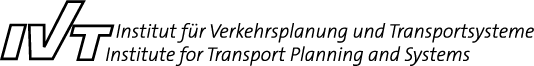 IVT Institut für Verkehrsplanung und Transportsysteme
Institute for Transport Planning and Systems